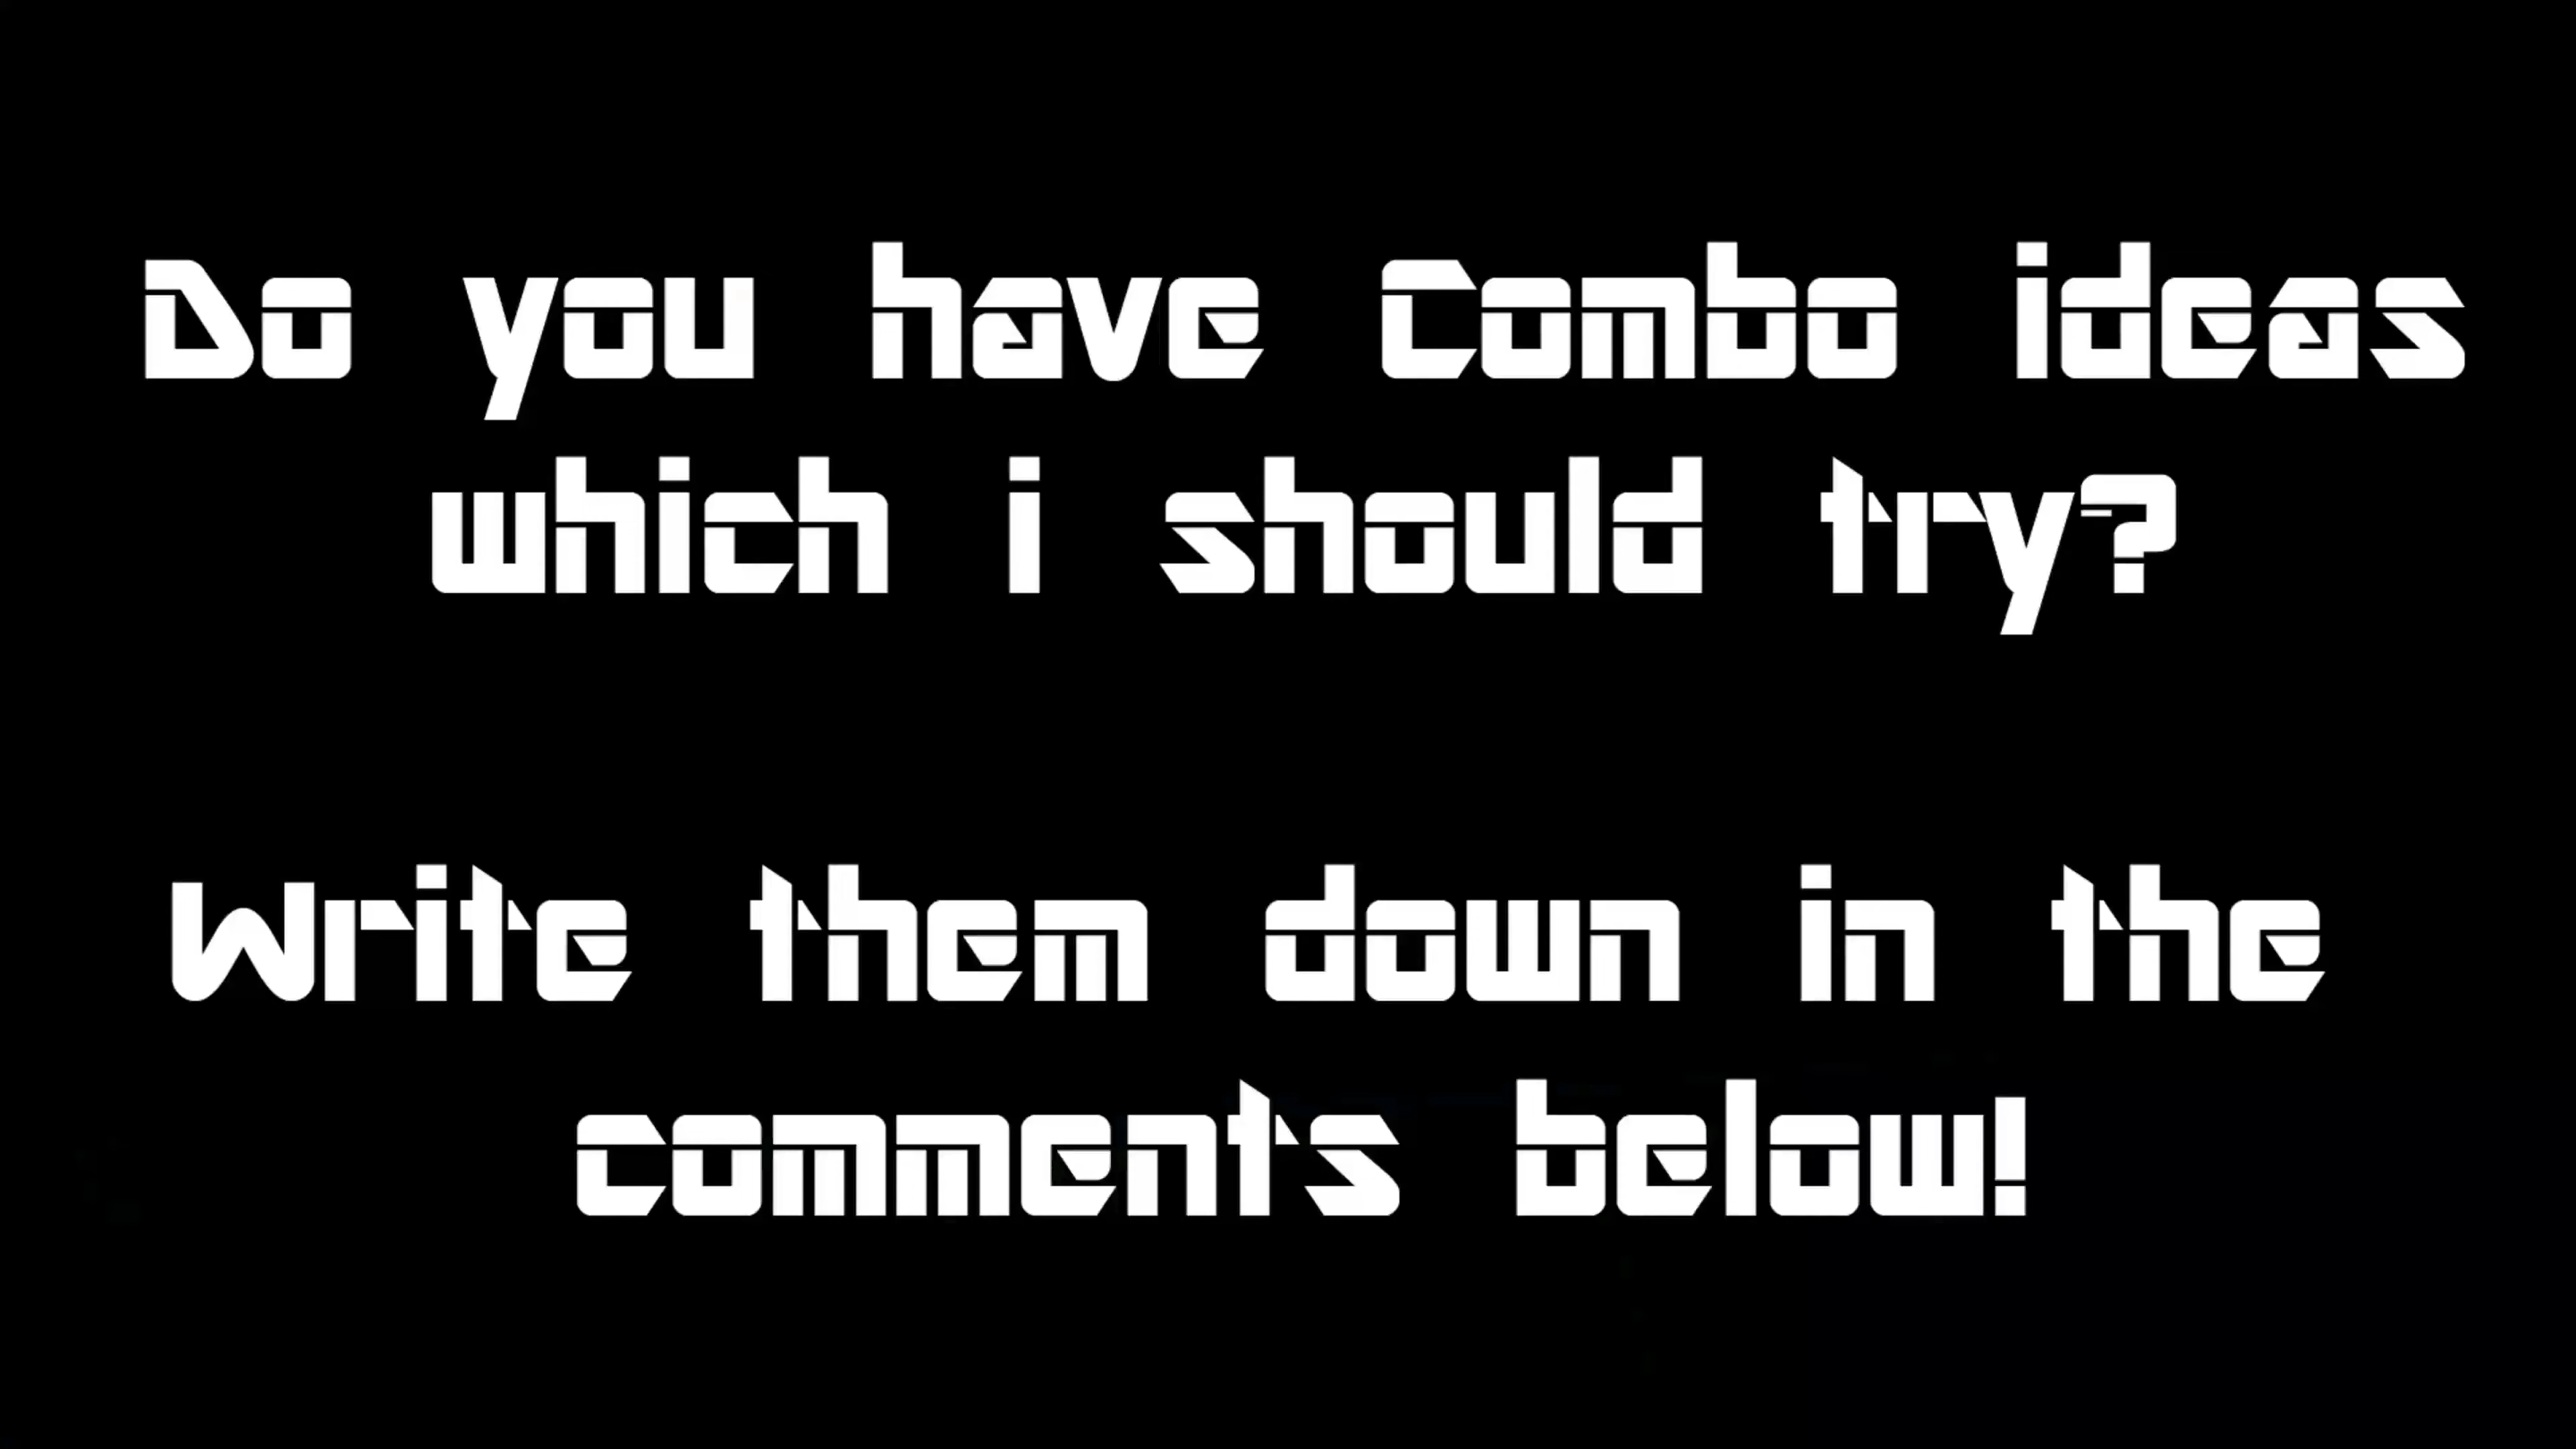 Do you have Combo ideas
which i should try?
Write them down in the
comments below!